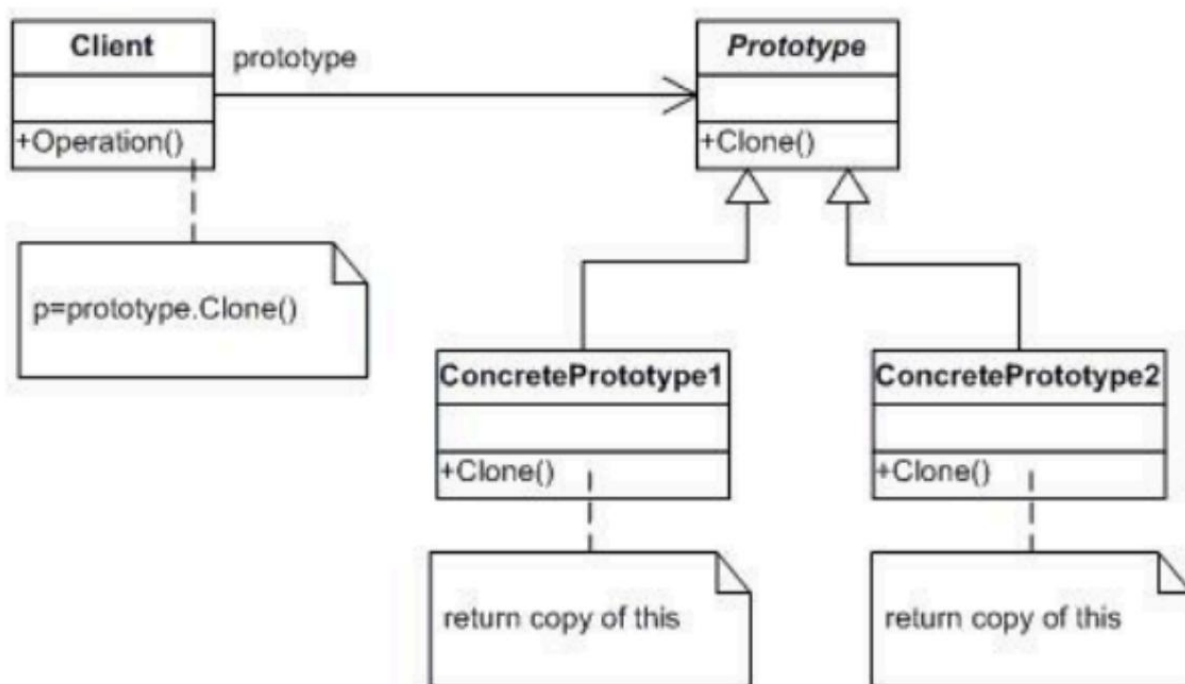 Client
prototype
Prototype
+Operation()
+Clone()
p=prototype.Clone()
ConcretePrototype1
ConcretePrototype2
+Clone()
+Clone()
return copy of this
return copy of this